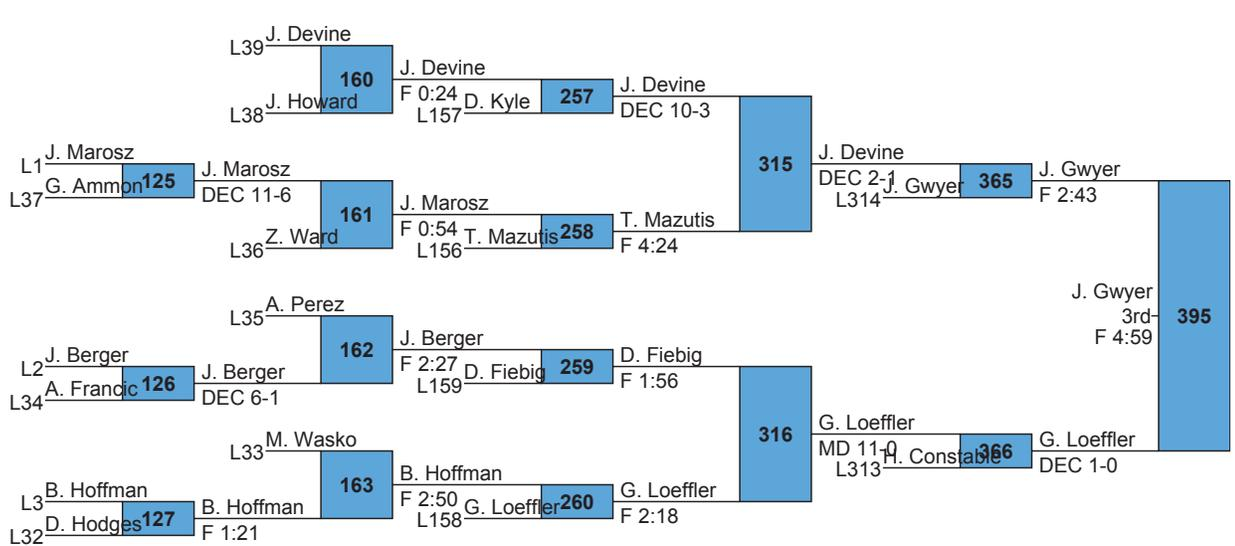 J. Devine
L39
160
J. Howard
L38
J. Devine
F 0:24
D. Kyle
L157
257
J. Devine
DEC 10-3
J. Marosz
L1
125
G. Ammon
L37
J. Marosz
DEC 11-6
161
Z. Ward
L36
J. Marosz
F 0:54
T. Mazutis
L156
258
T. Mazutis
F 4:24
315
J. Devine
DEC 2-1
J. Gwyer
L314
365
J. Gwyer
F 2:43
J. Gwyer
3rd
F 4:59
395
A. Perez
L35
162
J. Berger
L2
126
A. Francic
L34
J. Berger
DEC 6-1
J. Berger
F 2:27
D. Fiebig
L159
259
D. Fiebig
F 1:56
316
G. Loeffler
MD 11-0
H. Constable
L313
366
G. Loeffler
DEC 1-0
M. Wasko
L33
163
B. Hoffman
L3
127
D. Hodges
L32
B. Hoffman
F 1:21
B. Hoffman
F 2:50
G. Loeffler
L158
260
G. Loeffler
F 2:18